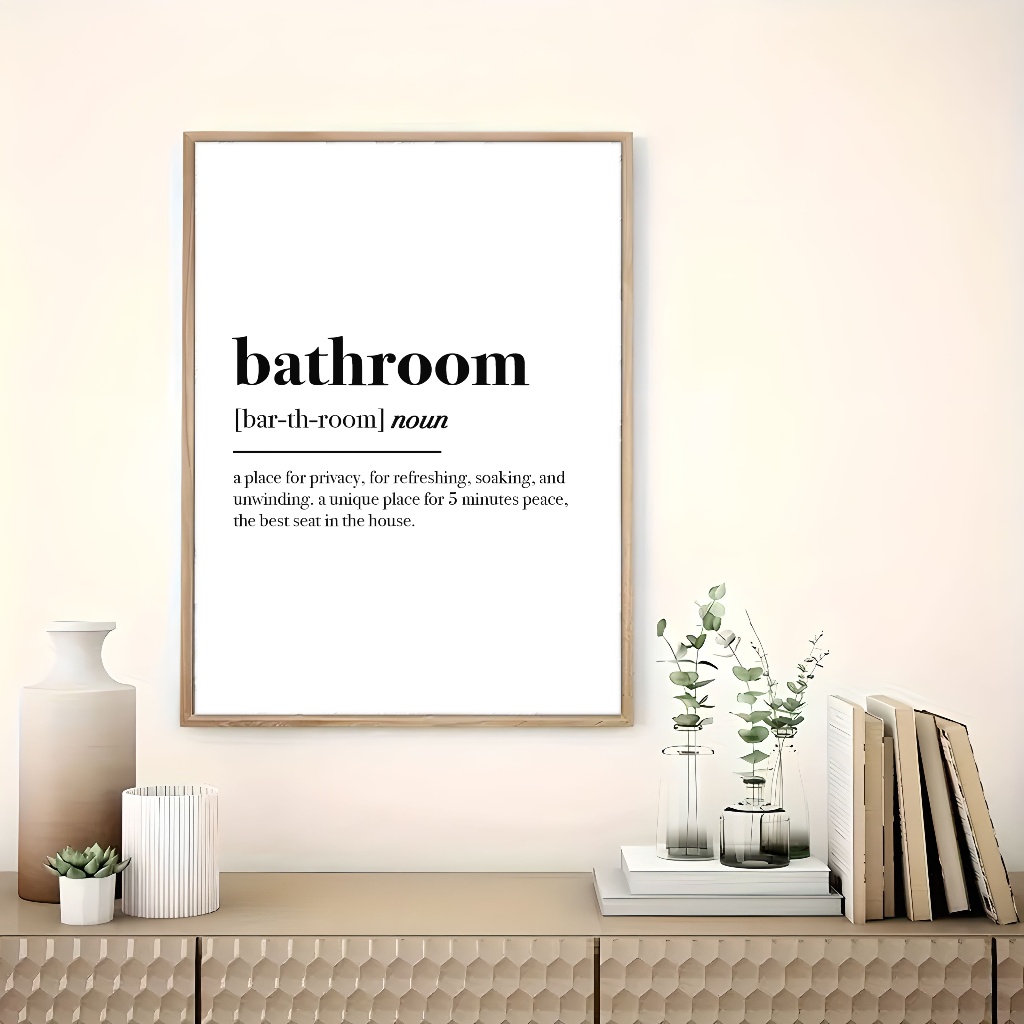 bathroom
[bar-th-room] noun
a place for privacy, for refreshing, soaking, and
unwinding. a unique place for 5 minutes peace,
the best seat in the house.